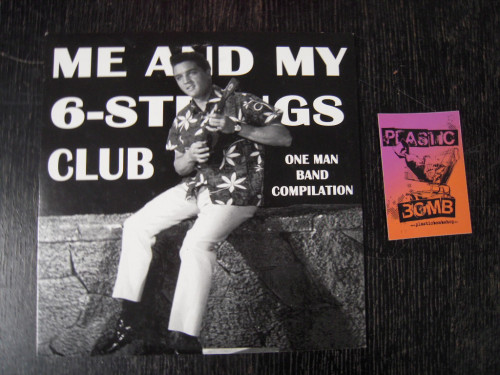 ME AND MY
6-STRINGS
CLUB
ONE MAN
BAND
COMPILATION
PLASTIC
BOMB